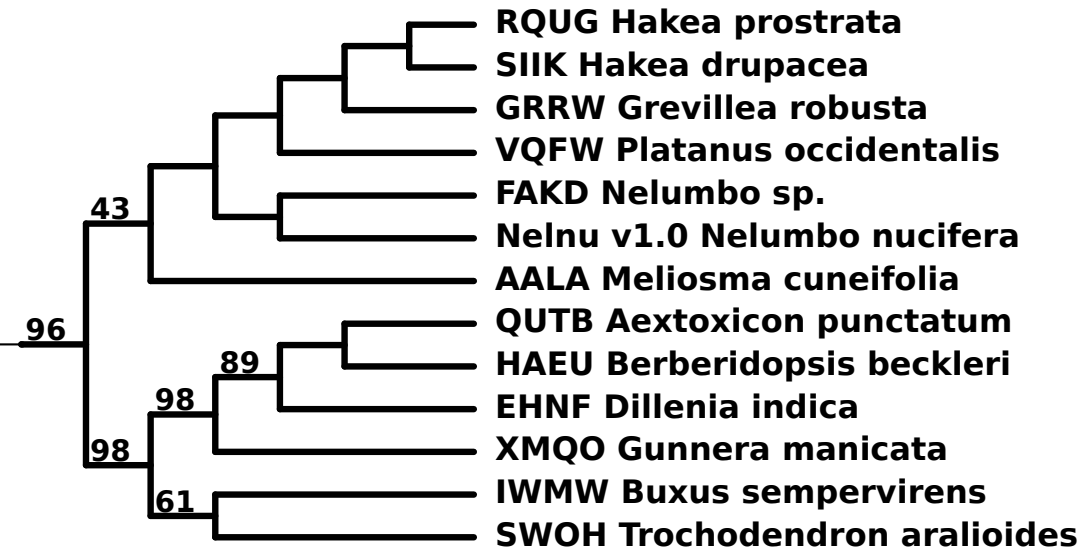 RQUG Hakea prostrata
SIIK Hakea drupacea
GRRW Grevillea robusta
VQFW Platanus occidentalis
FAKD Nelumbo sp.
43
Nelnu v1.0 Nelumbo nucifera
AALA Meliosma cuneifolia
QUTB Aextoxicon punctatum
96
89
HAEU Berberidopsis beckleri
98
EHNF Dillenia indica
98
XMQO Gunnera manicata
61
IWMW Buxus sempervirens
SWOH Trochodendron aralioides